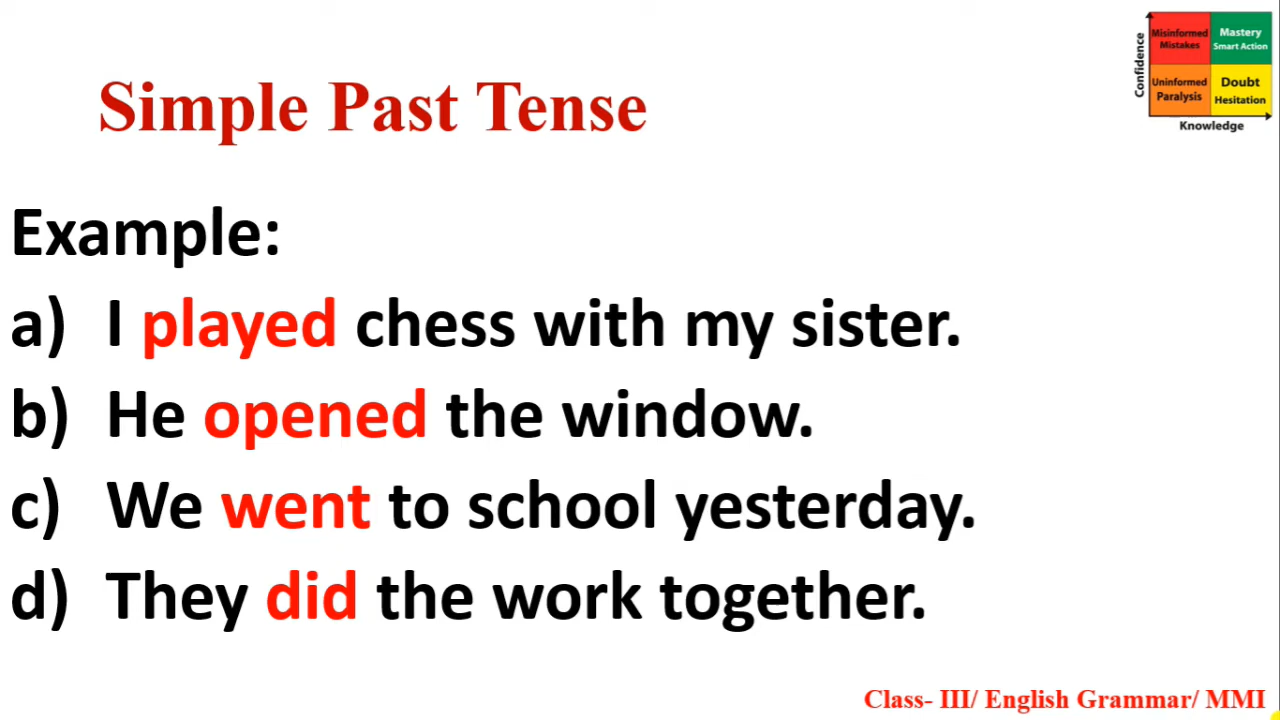 Simple Past Tense
Confidence
Misinformed
Mistakes
Mastery
Smart Action
Uninformed
Paralysis
Doubt
Hesitation
Knowledge
Example:
a) I played chess with my sister.
b) He opened the window.
c) We went to school yesterday.
d) They did the work together.
Class- III/ English Grammar/ MMI